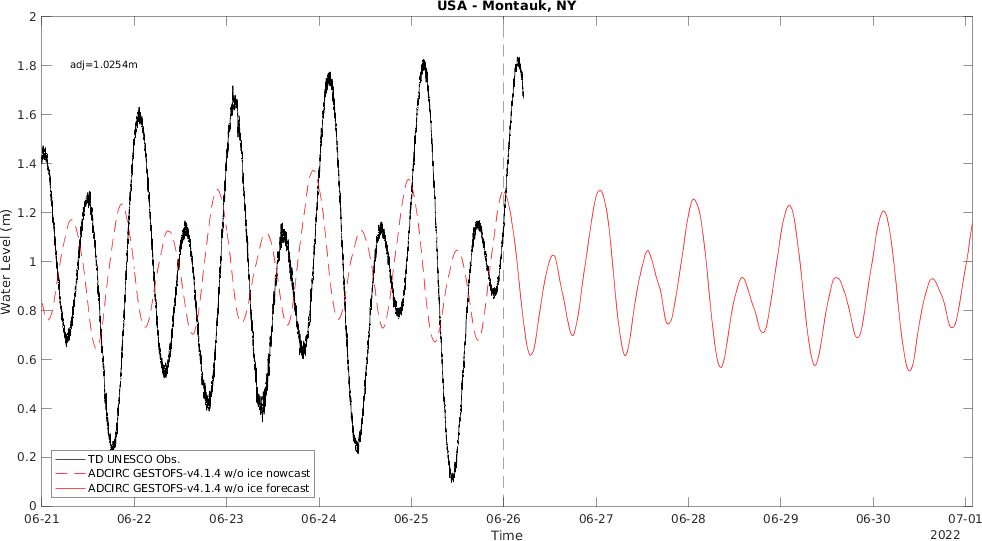 USA - Montauk, NY
2
1.8
1.6
1.4
1.2
1
0.8
0.6
0.4
0.2
0
Water Level (m)
adj=1.0254m
TD UNESCO Obs.
ADCIRC GESTOFS-v4.1.4 w/o ice nowcast
ADCIRC GESTOFS-v4.1.4 w/o ice forecast
06-21 06-22 06-23 06-24 06-25 06-26 06-27 06-28 06-29 06-30 07-01
Time
2022